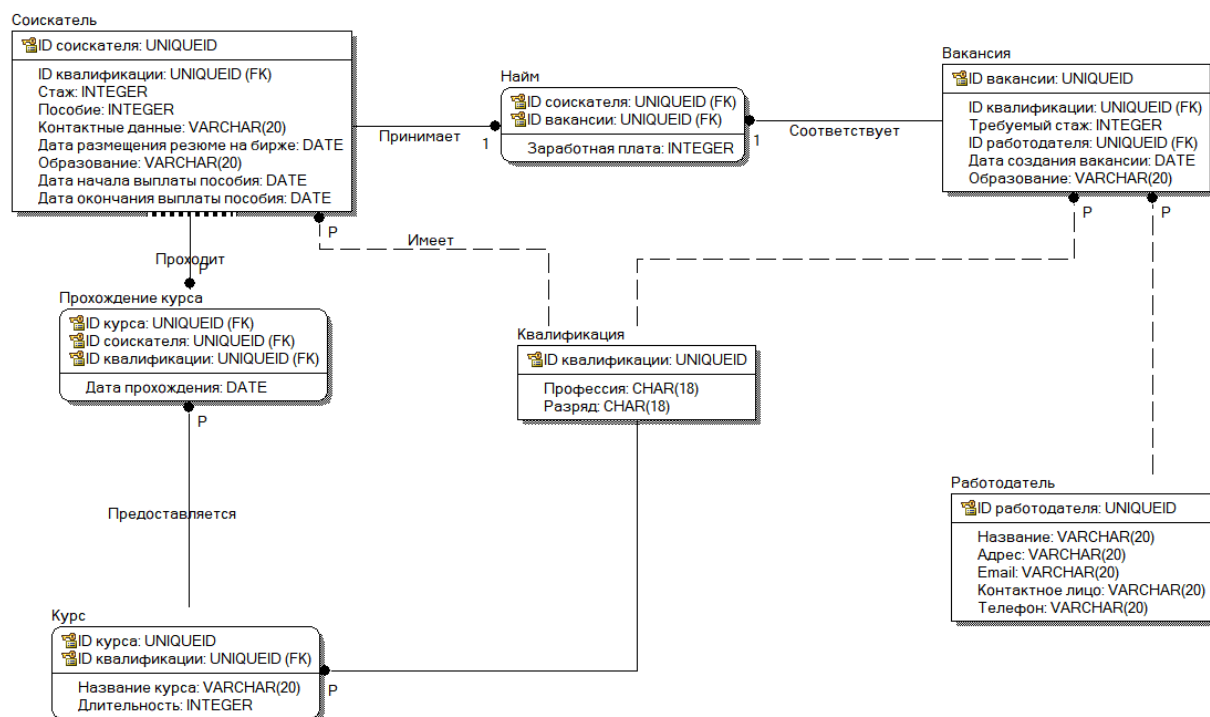 Соискатель
ID соискателя: UNIQUEID
ID квалификации: UNIQUEID (FK)
Стаж: INTEGER
Пособие: INTEGER
Контактные данные: VARCHAR(20)
Дата размещения резюме на бирже: DATE
Образование: VARCHAR(20)
Дата начала выплаты пособия: DATE
Дата окончания выплаты пособия: DATE
Принимает
1
Найм
ID соискателя: UNIQUEID (FK)
ID вакансии: UNIQUEID (FK)
Заработная плата: INTEGER
1
Соответствует
Вакансия
ID вакансии: UNIQUEID
ID квалификации: UNIQUEID (FK)
Требуемый стаж: INTEGER
ID работодателя: UNIQUEID (FK)
Дата создания вакансии: DATE
Образование: VARCHAR(20)
P
P
P
Имеет
Проходит
P
Прохождение курса
ID курса: UNIQUEID (FK)
ID соискателя: UNIQUEID (FK)
ID квалификации: UNIQUEID (FK)
Дата прохождения: DATE
P
Квалификация
ID квалификации: UNIQUEID
Профессия: CHAR(18)
Разряд: CHAR(18)
Предоставляется
Работодатель
ID работодателя: UNIQUEID
Название: VARCHAR(20)
Адрес: VARCHAR(20)
Email: VARCHAR(20)
Контактное лицо: VARCHAR(20)
Телефон: VARCHAR(20)
Курс
ID курса: UNIQUEID
ID квалификации: UNIQUEID (FK)
Название курса: VARCHAR(20)
Длительность: INTEGER
P